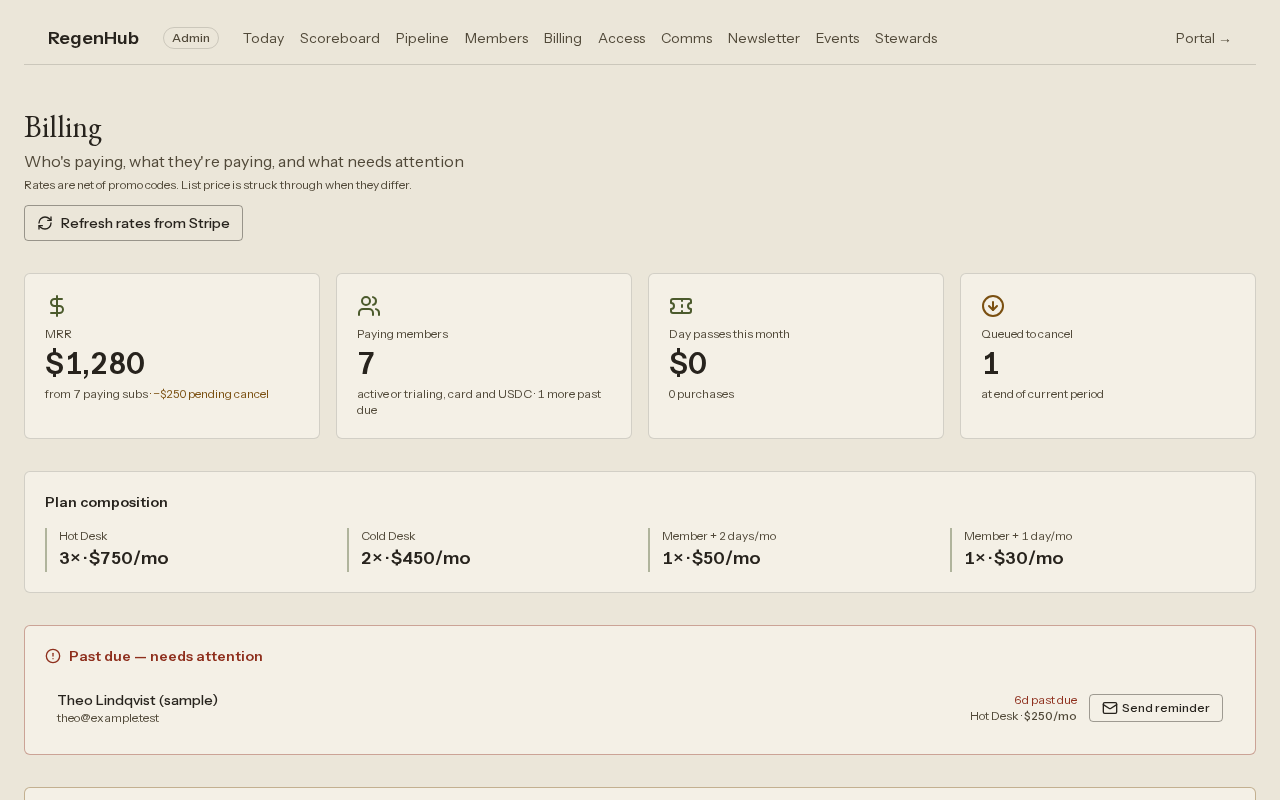 RegenHub Admin Today Scoreboard Pipeline Members Billing Access Comms Newsletter Events Stewards Portal →
Billing
Who's paying, what they're paying, and what needs attention
Rates are net of promo codes. List price is struck through when they differ.
Refresh rates from Stripe
MRR
$1,280
from 7 paying subs · −$250 pending cancel
Paying members
7
active or trialing, card and USDC · 1 more past
due
Day passes this month
$0
0 purchases
Queued to cancel
1
at end of current period
Plan composition
Hot Desk
3× · $750/mo
Cold Desk
2× · $450/mo
Member + 2 days/mo
1× · $50/mo
Member + 1 day/mo
1× · $30/mo
Past due — needs attention
Theo Lindqvist (sample)
theo@example.test
6d past due
Hot Desk · $250/mo
Send reminder